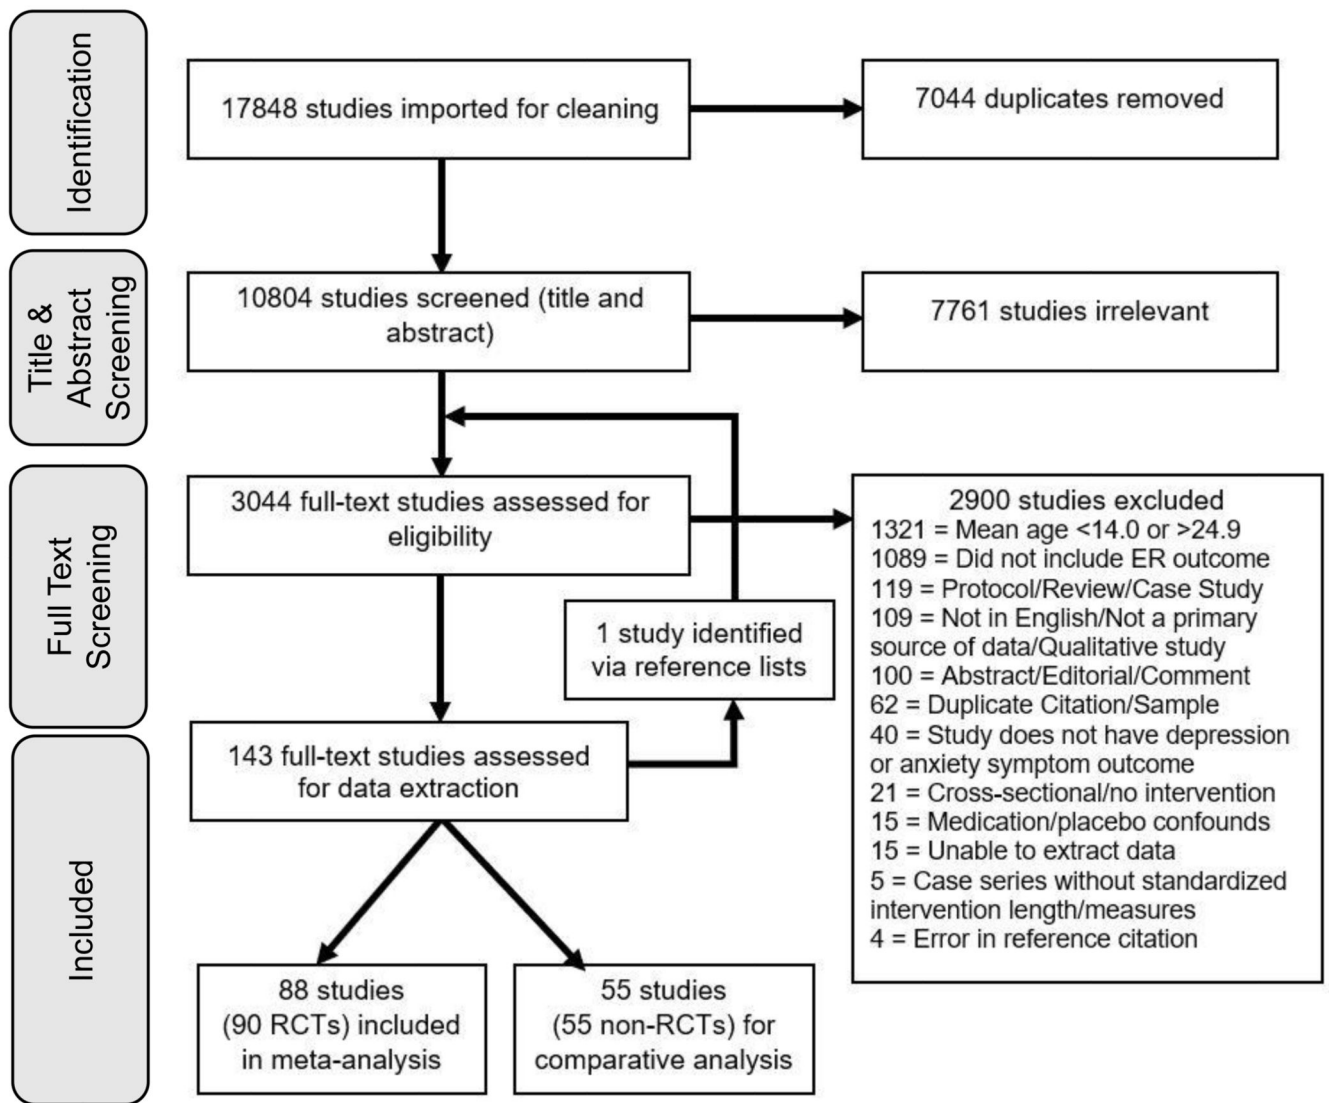 Identification
17848 studies imported for cleaning
7044 duplicates removed
Title &
Abstract
Screening
10804 studies screened (title and
abstract)
7761 studies irrelevant
Full Text
Screening
3044 full-text studies assessed for
eligibility
2900 studies excluded
1321 = Mean age <14.0 or >24.9
1089 = Did not include ER outcome
119 = Protocol/Review/Case Study
109 = Not in English/Not a primary
source of data/Qualitative study
100 = Abstract/Editorial/Comment
62 = Duplicate Citation/Sample
40 = Study does not have depression
or anxiety symptom outcome
21 = Cross-sectional/no intervention
15 = Medication/placebo confounds
15 = Unable to extract data
5 = Case series without standardized
intervention length/measures
4 = Error in reference citation
1 study identified
via reference lists
Included
143 full-text studies assessed
for data extraction
88 studies
(90 RCTs) included
in meta-analysis
55 studies
(55 non-RCTs) for
comparative analysis